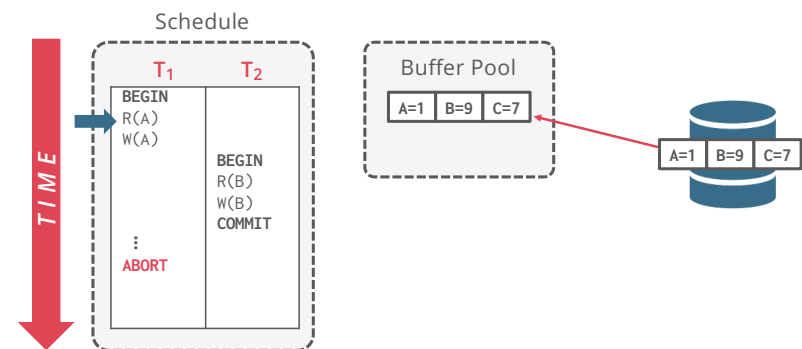 Schedule
TIME
T1 T2
BEGIN
R(A)
W(A)
BEGIN
R(B)
W(B)
COMMIT
⋮
ABORT
Buffer Pool
A=1 B=9 C=7
A=1 B=9 C=7